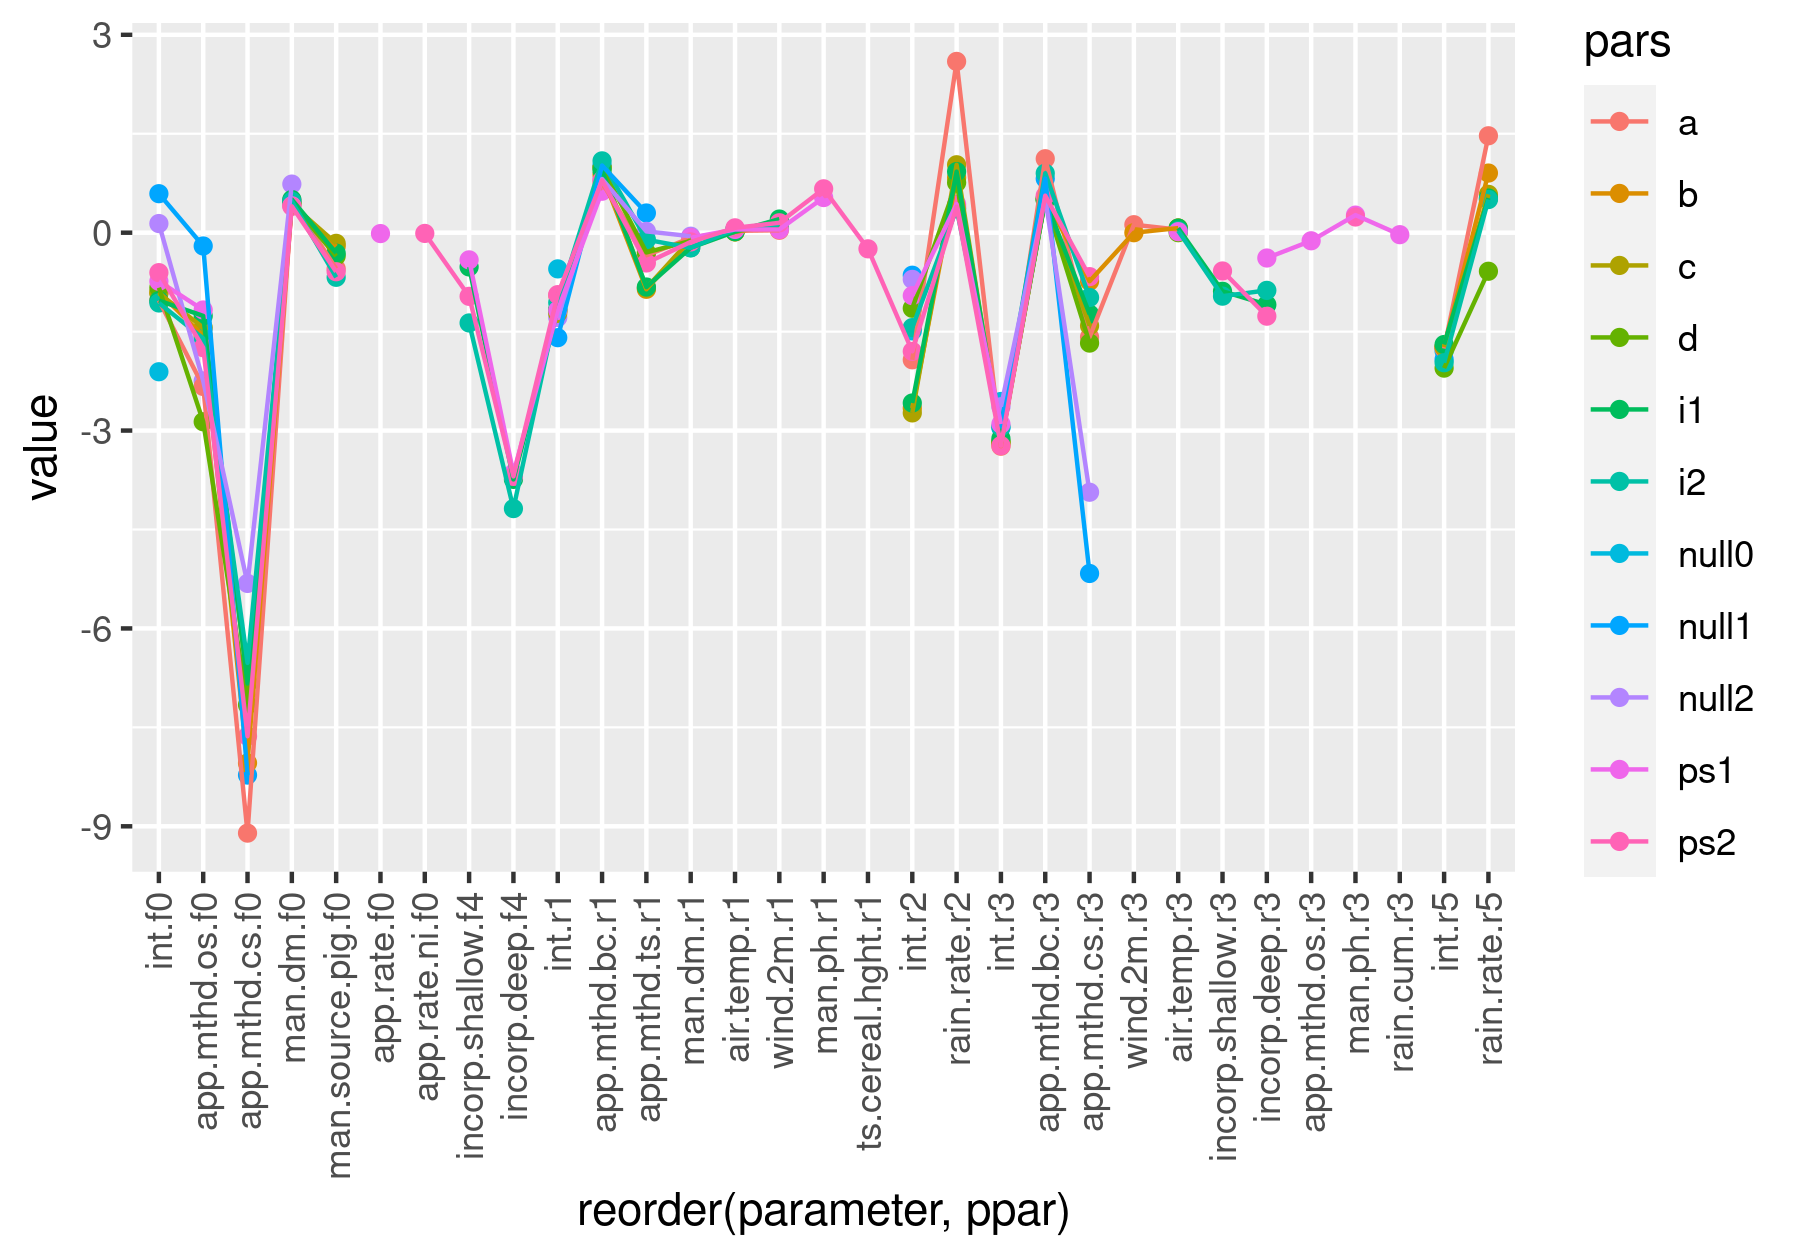 3
0
-3
-6
-9
value
int.f0
app.mthd.os.f0
app.mthd.cs.f0
man.dm.f0
man.source.pig.f0
app.rate.f0
app.rate.ni.f0
incorp.shallow.f4
incorp.deep.f4
int.r1
app.mthd.bc.r1
app.mthd.ts.r1
man.dm.r1
air.temp.r1
wind.2m.r1
man.ph.r1
ts.cereal.hght.r1
int.r2
rain.rate.r2
int.r3
app.mthd.bc.r3
app.mthd.cs.r3
wind.2m.r3
air.temp.r3
incorp.shallow.r3
incorp.deep.r3
app.mthd.os.r3
man.ph.r3
rain.cum.r3
int.r5
rain.rate.r5
reorder(parameter, ppar)
pars
a
b
c
d
i1
i2
null0
null1
null2
ps1
ps2